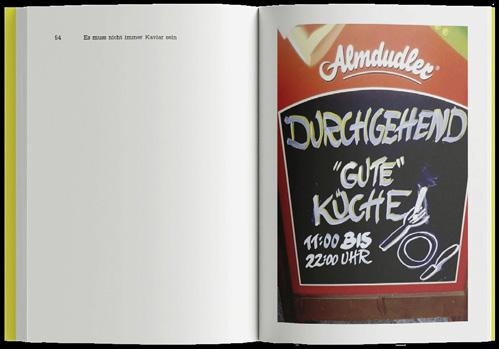 54 Es muss nicht immer Kaviar sein
Almdudler
DURCHGEHEND
"GUTE"
KÜCHE!
11:00 BIS
22:00 UHR